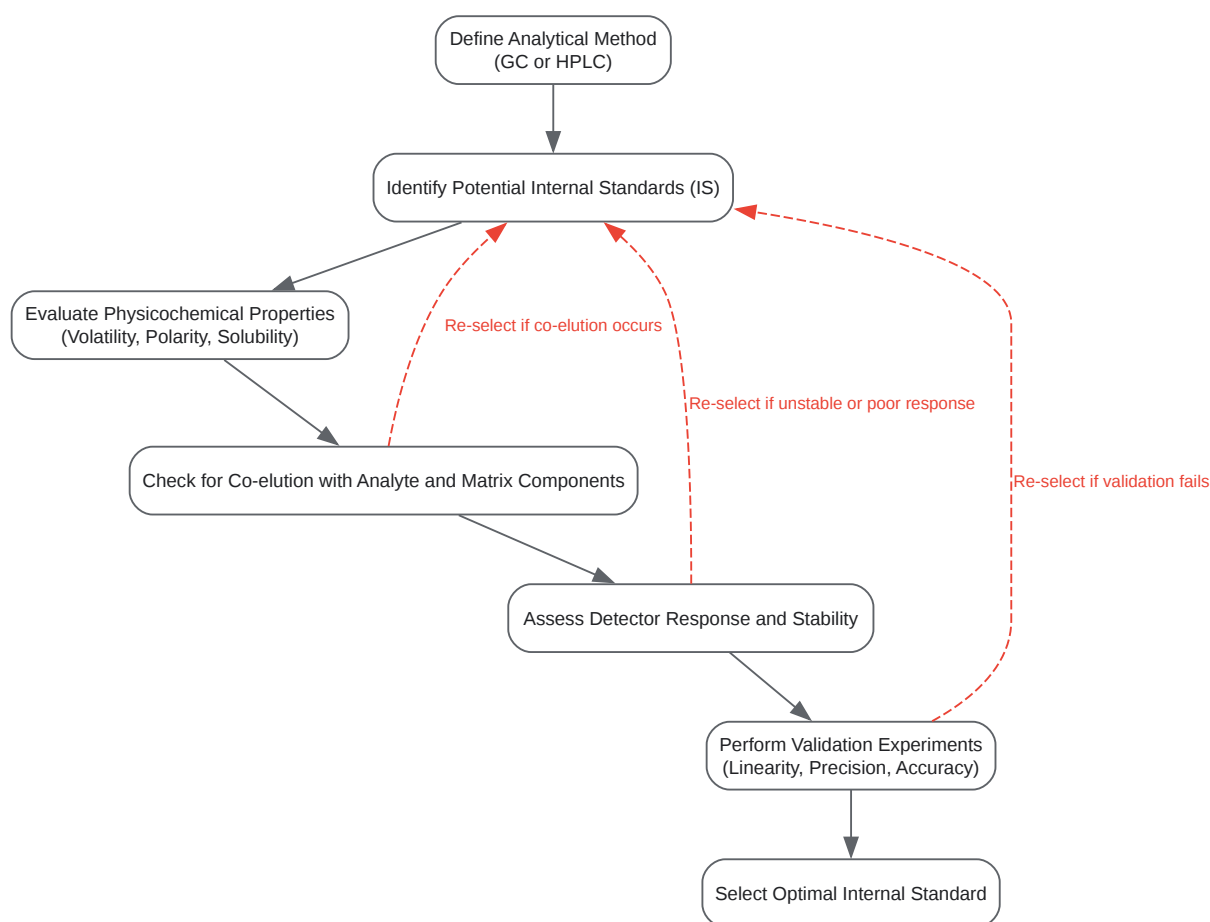 Define Analytical Method
(GC or HPLC)
Identify Potential Internal Standards (IS)
Evaluate Physicochemical Properties
(Volatility, Polarity, Solubility)
Re-select if co-elution occurs
Re-select if unstable or poor response
Check for Co-elution with Analyte and Matrix Components
Re-select if validation fails
Assess Detector Response and Stability
Perform Validation Experiments
(Linearity, Precision, Accuracy)
Select Optimal Internal Standard